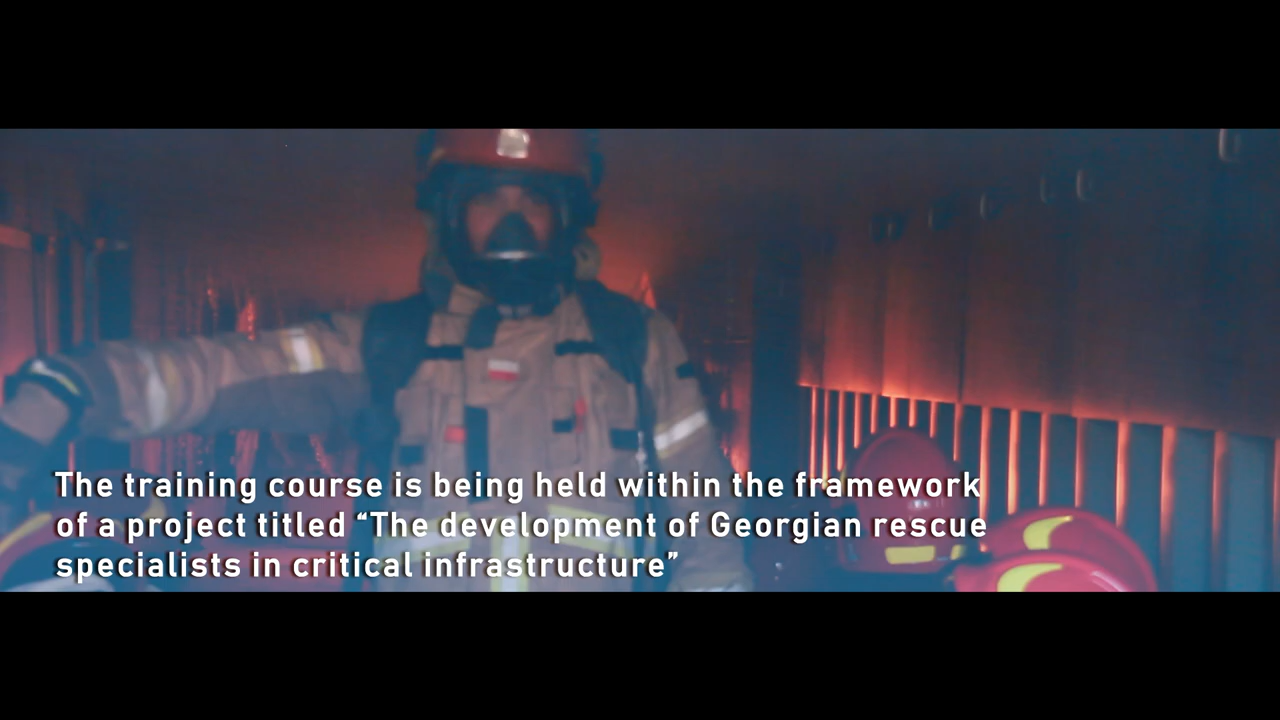 The training course is being held within the framework
of a project titled “The development of Georgian rescue
specialists in critical infrastructure”